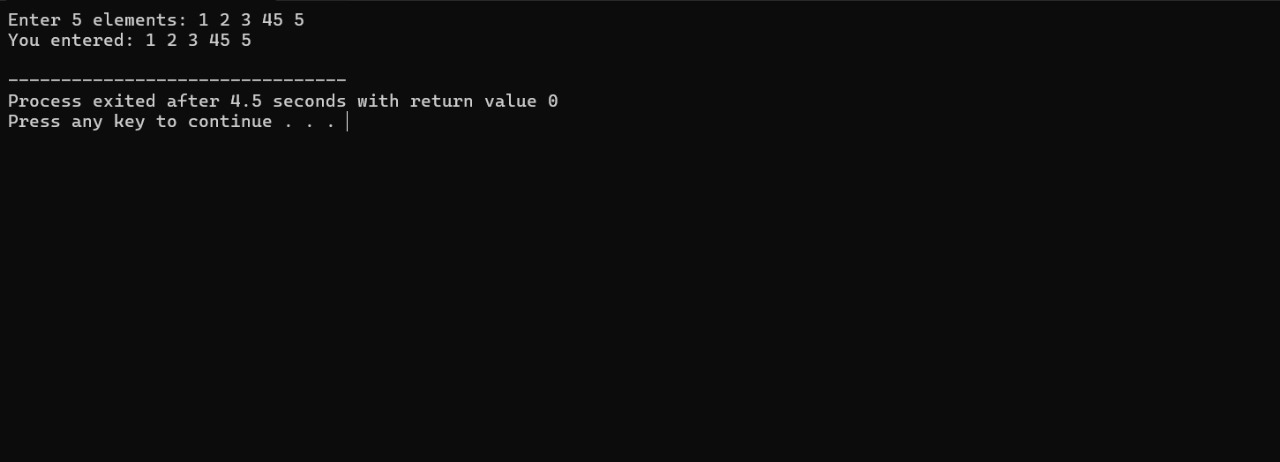 Enter 5 elements: 1 2 3 45 5
You entered: 1 2 3 45 5
--------------------------------
Process exited after 4.5 seconds with return value 0
Press any key to continue . . .